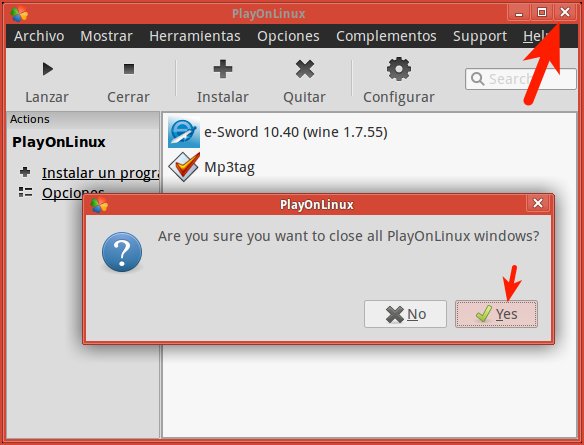 PlayOnLinux
Archivo Mostrar Herramientas Opciones Complementos Support Help
Lanzar Cerrar Instalar Quitar Configurar Search
Actions
PlayOnLinux
Instalar un progra
Opciones
e-Sword 10.40 (wine 1.7.55)
Mp3tag
PlayOnLinux
Are you sure you want to close all PlayOnLinux windows?
No Yes